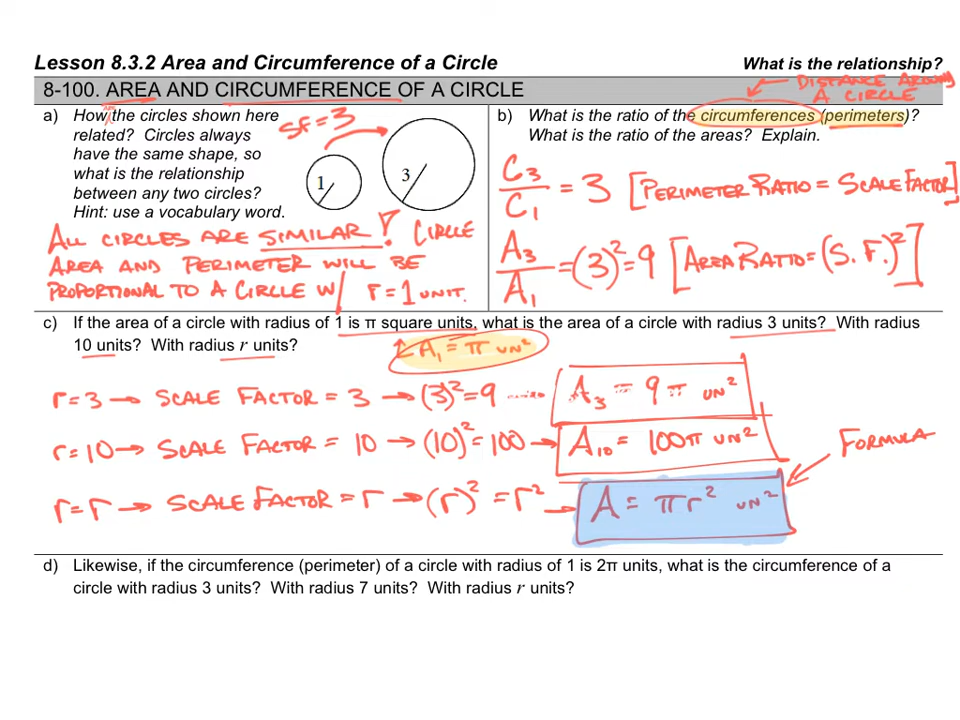 Lesson 8.3.2 Area and Circumference of a Circle
What is the relationship?
8-100. AREA AND CIRCUMFERENCE OF A CIRCLE
DISTANCE AROUND
A CIRCLE
a) How are the circles shown here
related? Circles always
have the same shape, so
what is the relationship
between any two circles?
Hint: use a vocabulary word.
SF = 3
1
3
ALL CIRCLES ARE SIMILAR! CIRCLE
AREA AND PERIMETER WILL BE
PROPORTIONAL TO A CIRCLE W/ r = 1 UNIT.
b) What is the ratio of the circumferences (perimeters)?
What is the ratio of the areas? Explain.
C₃/C₁ = 3 [PERIMETER RATIO = SCALE FACTOR]
A₃/A₁ = (3)² = 9 [AREA RATIO = (S.F.)²]
c) If the area of a circle with radius of 1 is π square units, what is the area of a circle with radius 3 units? With radius
10 units? With radius r units?
A₁ = π UN²
r = 3 → SCALE FACTOR = 3 → (3)² = 9 → A₃ = 9π UN²
r = 10 → SCALE FACTOR = 10 → (10)² = 100 → A₁₀ = 100π UN²
FORMULA
r = r → SCALE FACTOR = r → (r)² = r² → A = πr² UN²
d) Likewise, if the circumference (perimeter) of a circle with radius of 1 is 2π units, what is the circumference of a
circle with radius 3 units? With radius 7 units? With radius r units?